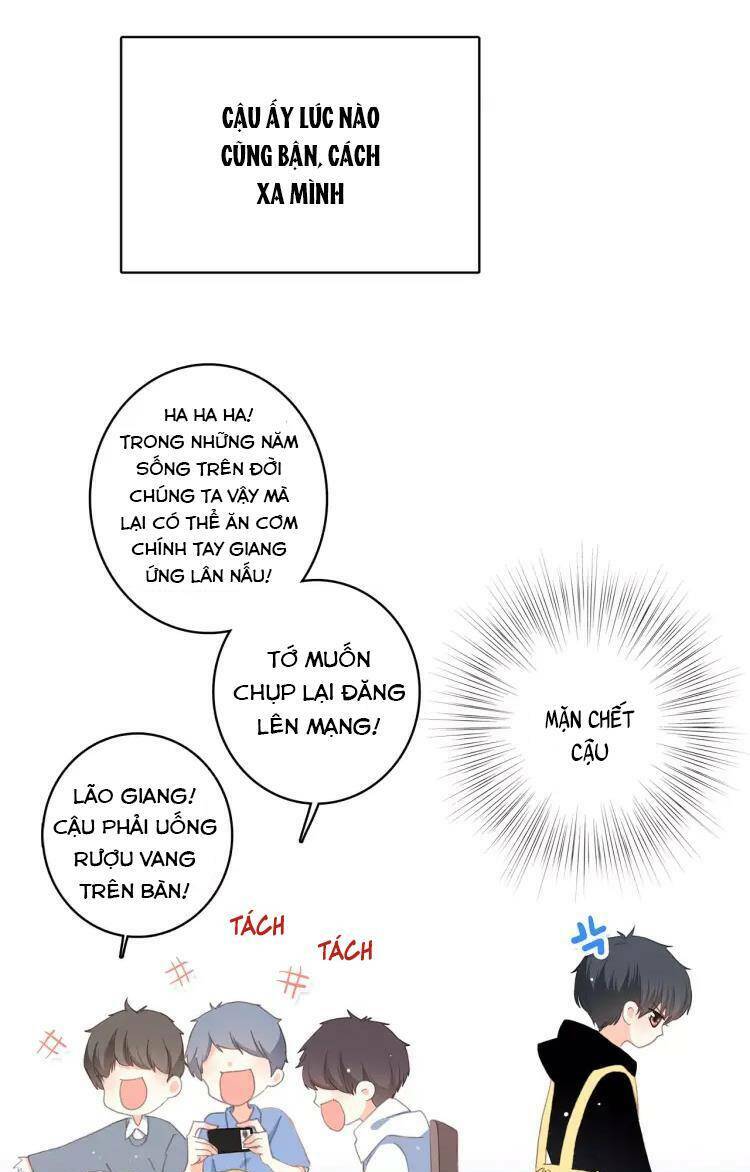 CẬU ẤY LÚC NÀO
CŨNG BẬN, CÁCH
XA MÌNH
HA HA HA!
TRONG NHỮNG NĂM
SỐNG TRÊN ĐỜI
CHÚNG TA VẬY MÀ
LẠI CÓ THỂ ĂN CƠM
CHÍNH TAY GIANG
ỨNG LÂN NẤU!
TỚ MUỐN
CHỤP LẠI ĐĂNG
LÊN MẠNG!
MẶN CHẾT
CẬU
LÃO GIANG!
CẬU PHẢI UỐNG
RƯỢU VANG
TRÊN BÀN!
TÁCH
TÁCH